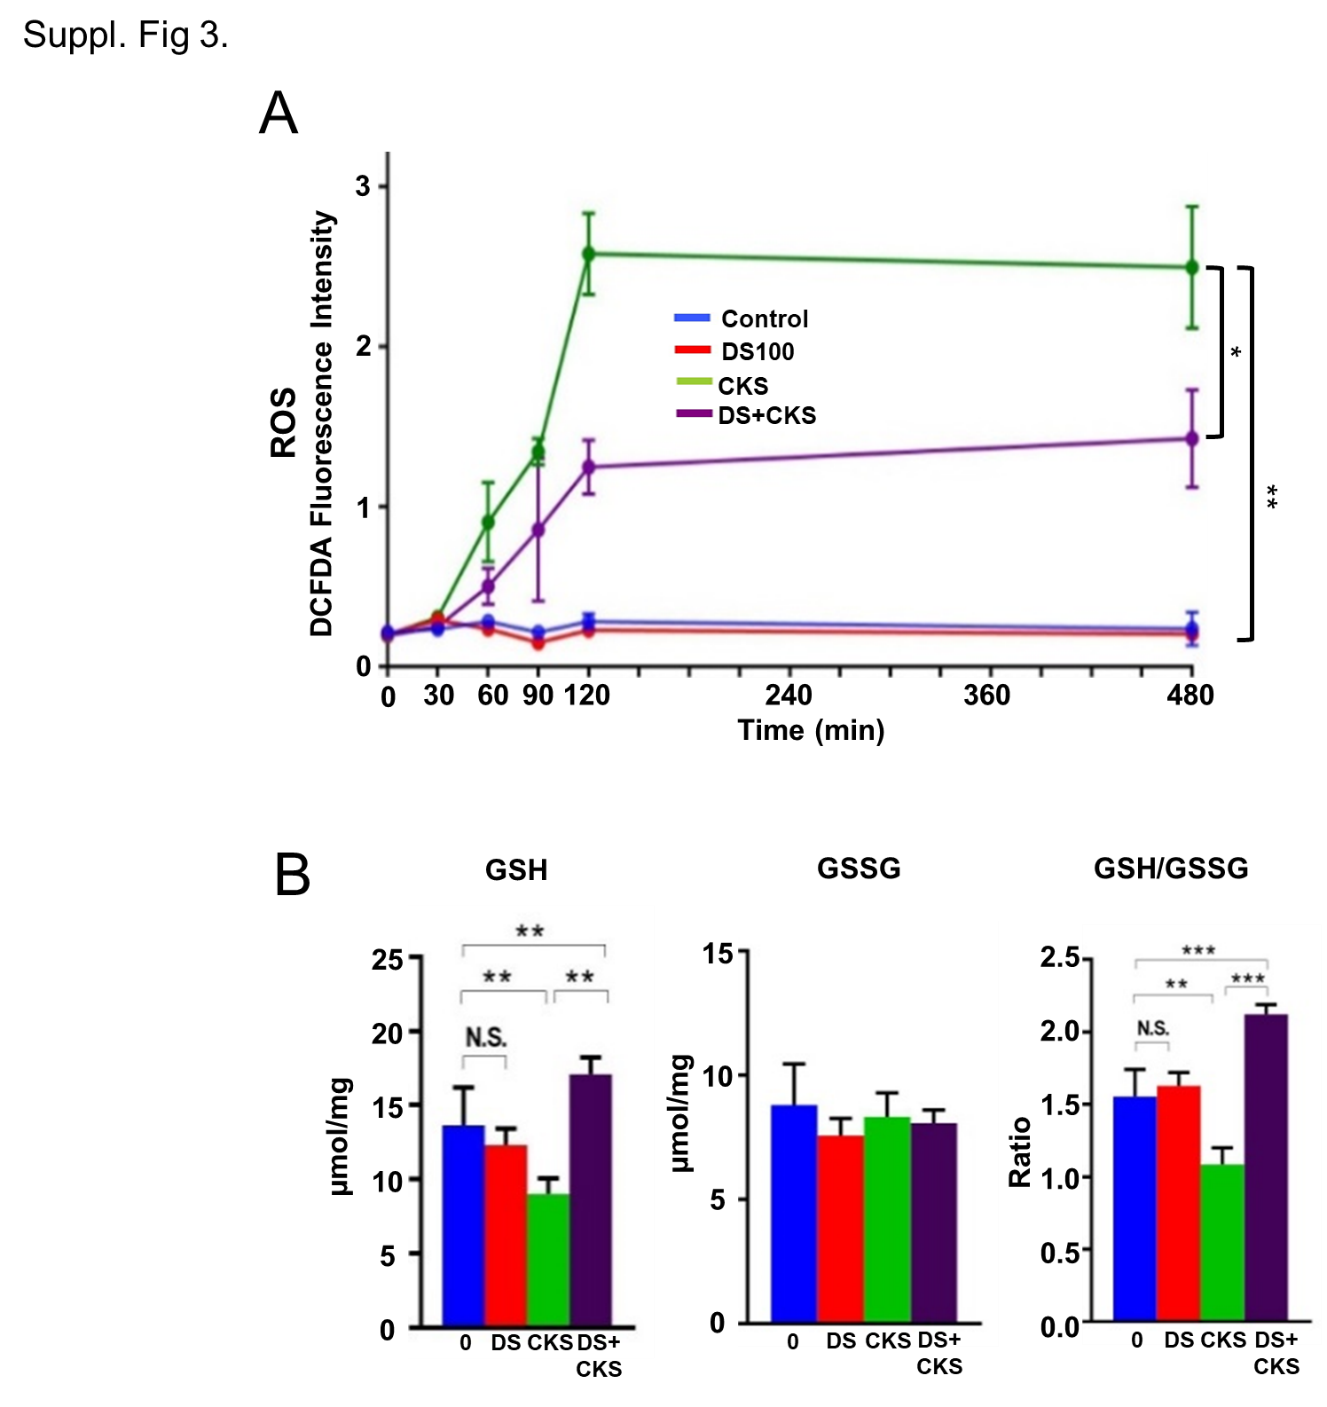 Suppl. Fig 3.
A
ROS
DCFDA Fluorescence Intensity
3
2
1
0
Control
DS100
CKS
DS+CKS
*
**
0 30 60 90 120 240 360 480
Time (min)
B
GSH
µmol/mg
25
20
15
10
5
0
**
** **
N.S.
0 DS CKS DS+
CKS
GSSG
µmol/mg
15
10
5
0
0 DS CKS DS+
CKS
GSH/GSSG
Ratio
2.5
2.0
1.5
1.0
0.5
0.0
***
** ***
N.S.
0 DS CKS DS+
CKS